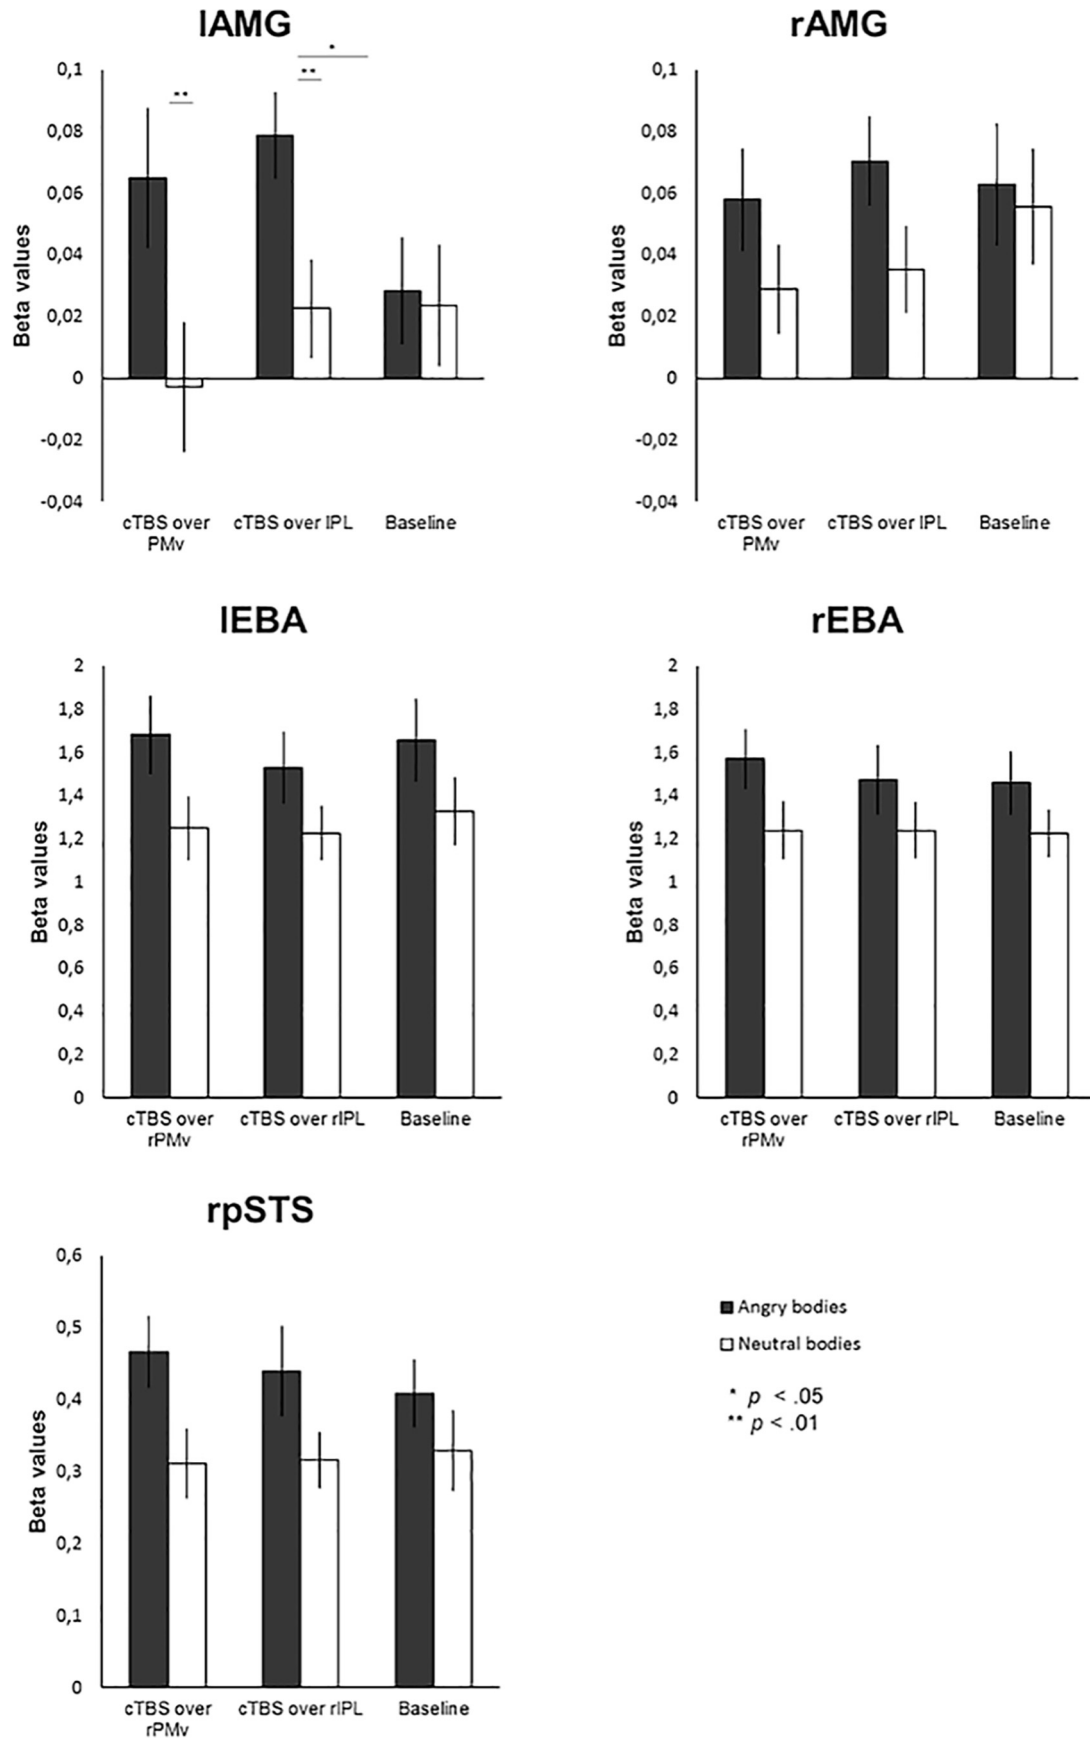 lAMG
*
**
**
0,1
0,08
0,06
0,04
0,02
0
-0,02
-0,04
Beta values
cTBS over
PMv
cTBS over IPL
Baseline
rAMG
0,1
0,08
0,06
0,04
0,02
0
-0,02
-0,04
Beta values
cTBS over
PMv
cTBS over IPL
Baseline
lEBA
2
1,8
1,6
1,4
1,2
1
0,8
0,6
0,4
0,2
0
Beta values
cTBS over
rPMv
cTBS over rIPL
Baseline
rEBA
2
1,8
1,6
1,4
1,2
1
0,8
0,6
0,4
0,2
0
Beta values
cTBS over
rPMv
cTBS over rIPL
Baseline
rpSTS
0,6
0,5
0,4
0,3
0,2
0,1
0
Beta values
cTBS over
rPMv
cTBS over rIPL
Baseline
Angry bodies
Neutral bodies
* p < .05
** p < .01